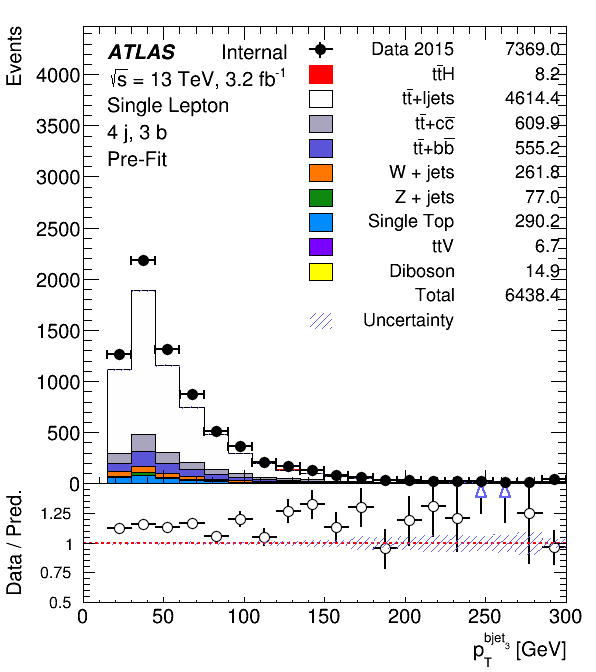 Events
ATLAS Internal
√s = 13 TeV, 3.2 fb⁻¹
Single Lepton
4 j, 3 b
Pre-Fit
Data 2015 7369.0
tt̄H 8.2
tt̄+ljets 4614.4
tt̄+cc̄ 609.9
tt̄+bb̄ 555.2
W + jets 261.8
Z + jets 77.0
Single Top 290.2
ttV 6.7
Diboson 14.9
Total 6438.4
Uncertainty
4000
3500
3000
2500
2000
1500
1000
500
0
Data / Pred.
1.25
1
0.75
0.5
0 50 100 150 200 250 300
p_T^bjet₃ [GeV]